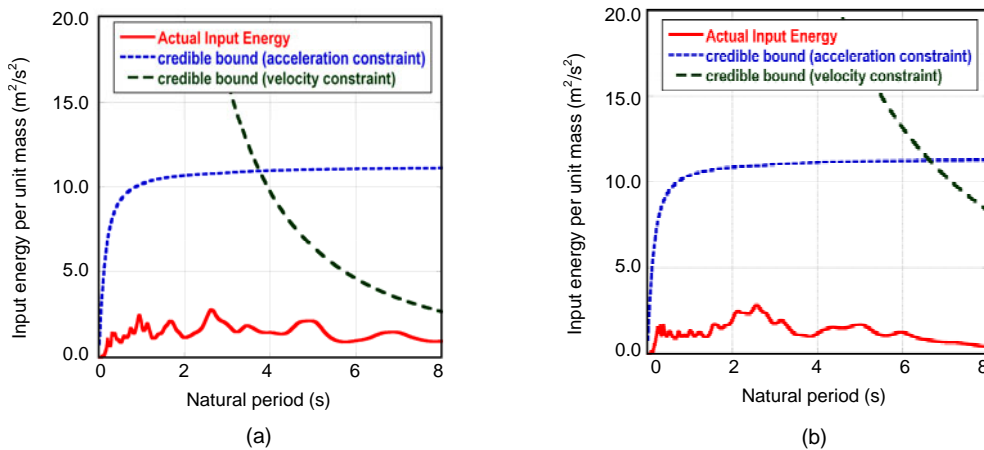 20.0
Actual Input Energy
credible bound (acceleration constraint)
credible bound (velocity constraint)
15.0
10.0
5.0
0.0
0 2 4 6 8
Input energy per unit mass (m²/s²)
Natural period (s)
(a)
20.0
Actual Input Energy
credible bound (acceleration constraint)
credible bound (velocity constraint)
15.0
10.0
5.0
0.0
0 2 4 6 8
Input energy per unit mass (m²/s²)
Natural period (s)
(b)